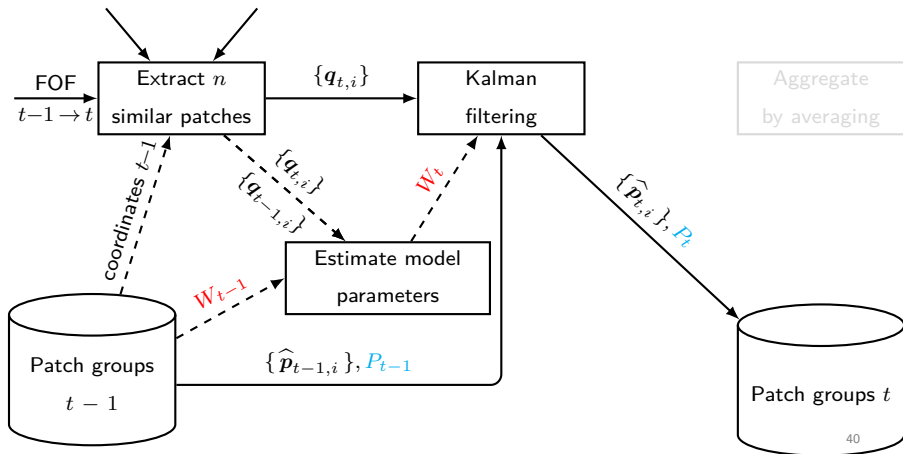 FOF
t−1 → t
Extract n
similar patches
{q_{t,i}}
Kalman
filtering
Aggregate
by averaging
coordinates t−1
{q_{t,i}}
{q_{t−1,i}}
W_t
{p̂_{t,i}}, P_t
Estimate model
parameters
W_{t−1}
Patch groups
t − 1
{p̂_{t−1,i}}, P_{t−1}
Patch groups t
40